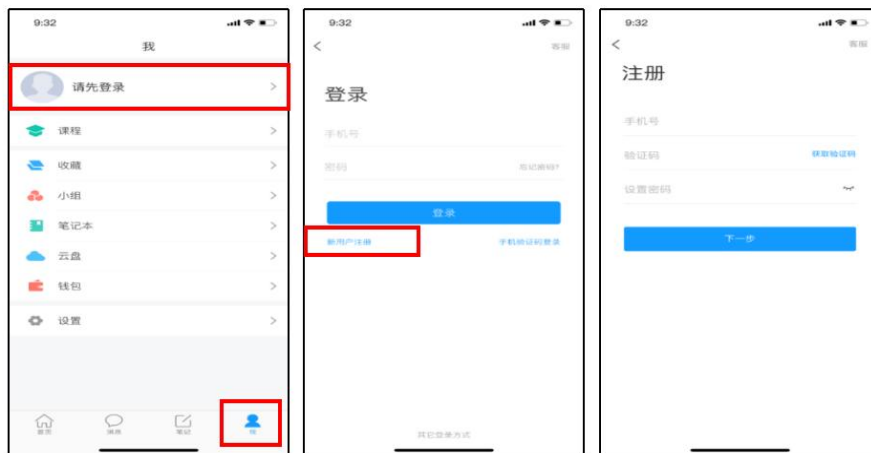 9:32
我
请先登录
课程
收藏
小组
笔记本
云盘
钱包
设置
首页
消息
笔记
我
9:32
客服
登录
手机号
密码
忘记密码?
登录
新用户注册
手机验证码登录
其它登录方式
9:32
客服
注册
手机号
验证码
获取验证码
设置密码
下一步